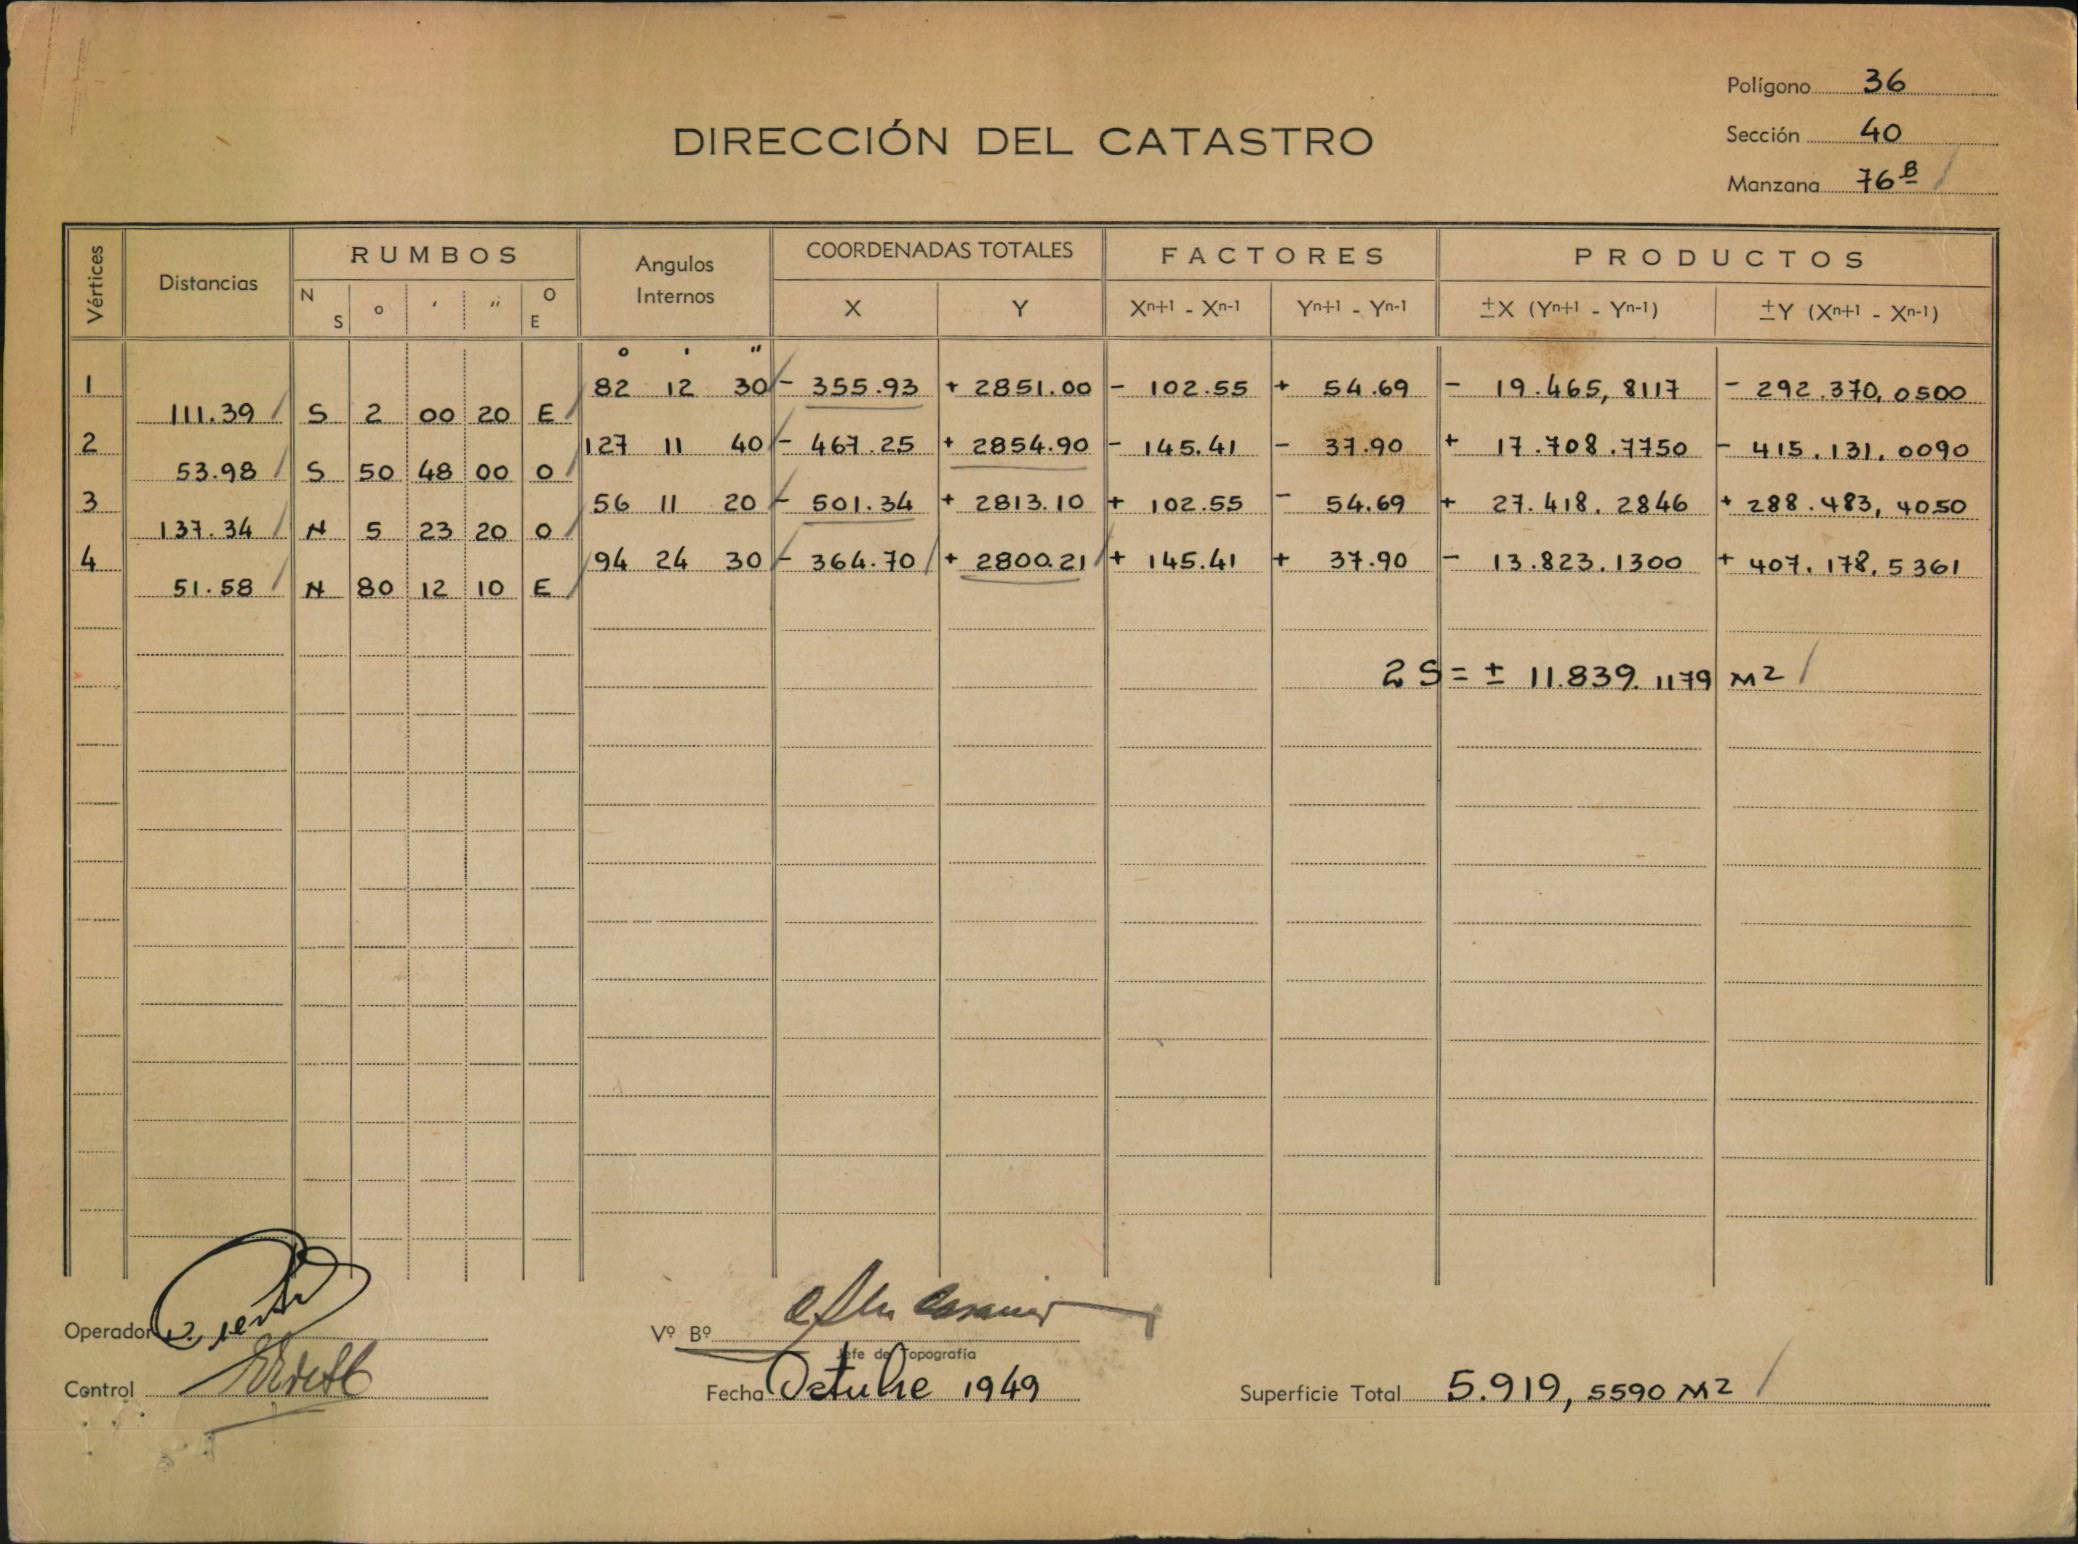 Polígono 36
DIRECCIÓN DEL CATASTRO
Sección 40
Manzana 76 B
Vértices Distancias RUMBOS Angulos Internos COORDENADAS TOTALES FACTORES PRODUCTOS
N S o ' " O E X Y Xn+1 - Xn-1 Yn+1 - Yn-1 ±X (Yn+1 - Yn-1) ±Y (Xn+1 - Xn-1)
o ' "
1 82 12 30 - 355.93 + 2851.00 - 102.55 + 54.69 - 19.465,8117 - 292.370,0500
111.39 S 2 00 20 E
2 127 11 40 - 467.25 + 2854.90 - 145.41 - 37.90 + 17.708.7750 - 415.131.0090
53.98 S 50 48 00 O
3 56 11 20 - 501.34 + 2813.10 + 102.55 - 54.69 + 27.418.2846 + 288.483,4050
137.34 N 5 23 20 O
4 94 24 30 - 364.70 + 2800.21 + 145.41 + 37.90 - 13.823.1300 + 407.178.5361
51.58 N 80 12 10 E
2 S = ± 11.839.1179 M2
Operador
Vº Bº
Jefe de Topografía
Control
Fecha Octubre 1949
Superficie Total 5.919,5590 M2